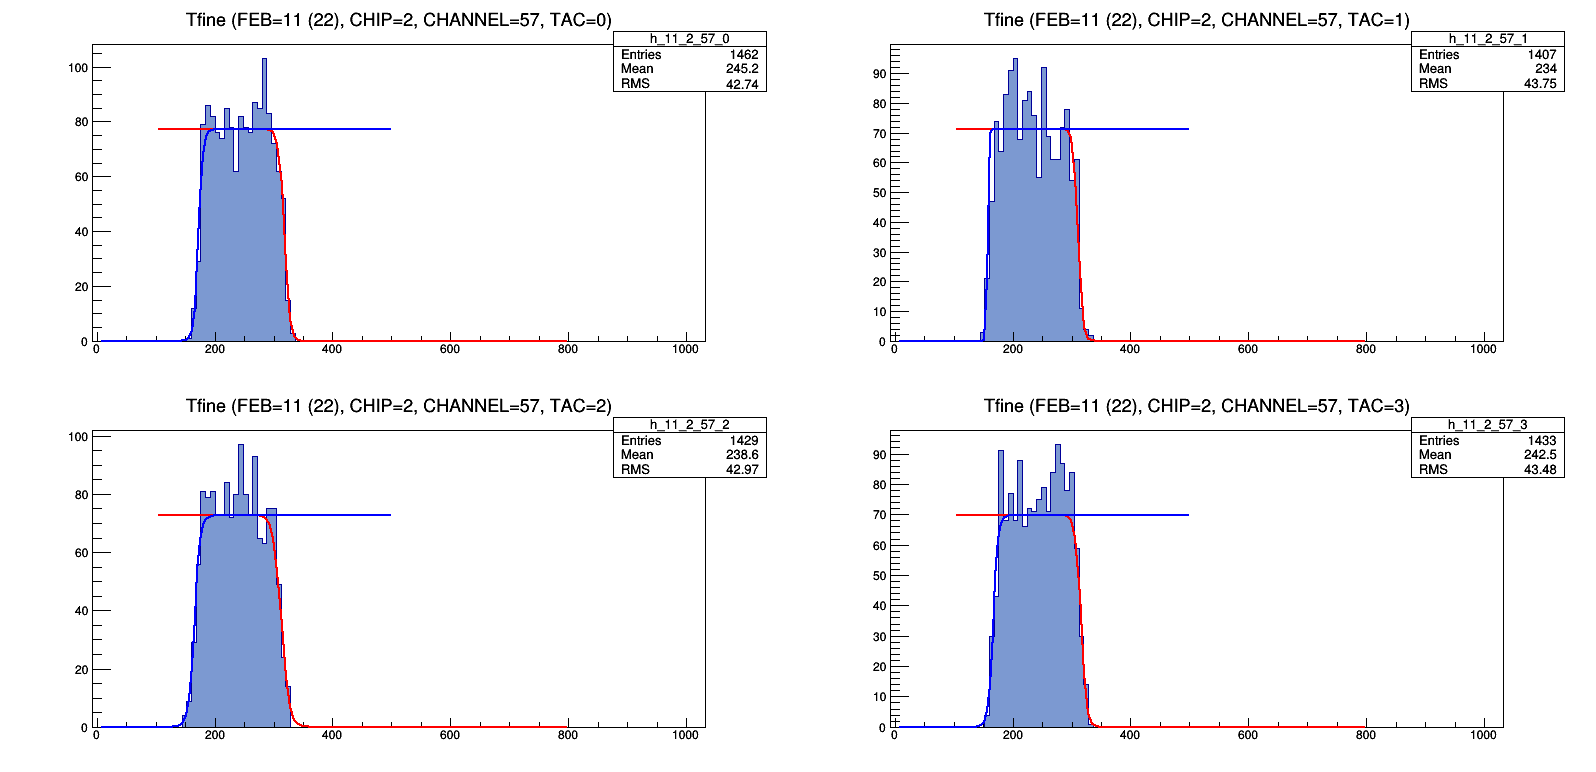 Tfine (FEB=11 (22), CHIP=2, CHANNEL=57, TAC=0)
h_11_2_57_0
Entries 1462
Mean 245.2
RMS 42.74
100
80
60
40
20
0
0 200 400 600 800 1000
Tfine (FEB=11 (22), CHIP=2, CHANNEL=57, TAC=1)
h_11_2_57_1
Entries 1407
Mean 234
RMS 43.75
90
80
70
60
50
40
30
20
10
0
0 200 400 600 800 1000
Tfine (FEB=11 (22), CHIP=2, CHANNEL=57, TAC=2)
h_11_2_57_2
Entries 1429
Mean 238.6
RMS 42.97
100
80
60
40
20
0
0 200 400 600 800 1000
Tfine (FEB=11 (22), CHIP=2, CHANNEL=57, TAC=3)
h_11_2_57_3
Entries 1433
Mean 242.5
RMS 43.48
90
80
70
60
50
40
30
20
10
0
0 200 400 600 800 1000